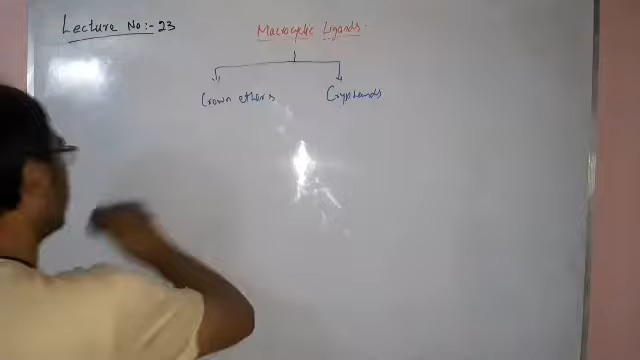 Lecture No:- 23
Macrocyclic Ligands
Crown ethers
Cryptands